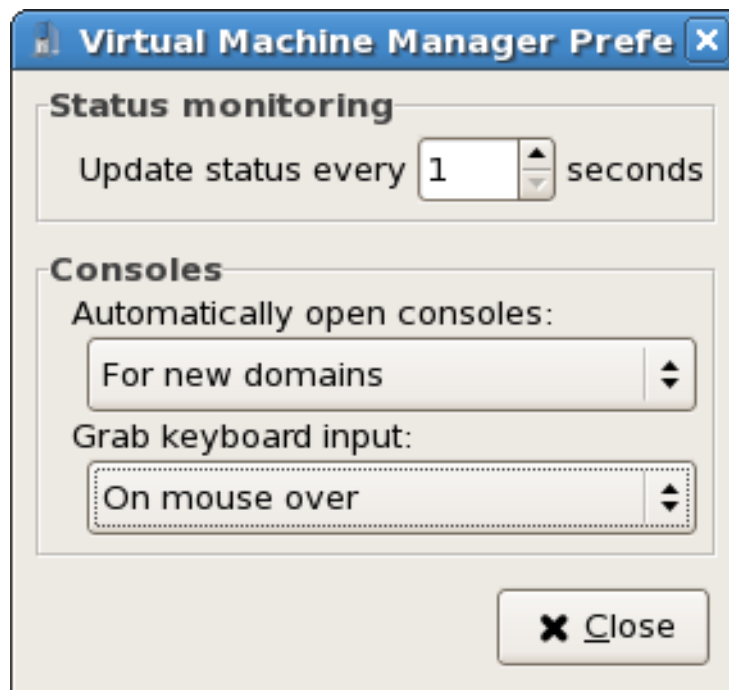 Virtual Machine Manager Prefe
Status monitoring
Update status every 1 seconds
Consoles
Automatically open consoles:
For new domains
Grab keyboard input:
On mouse over
Close